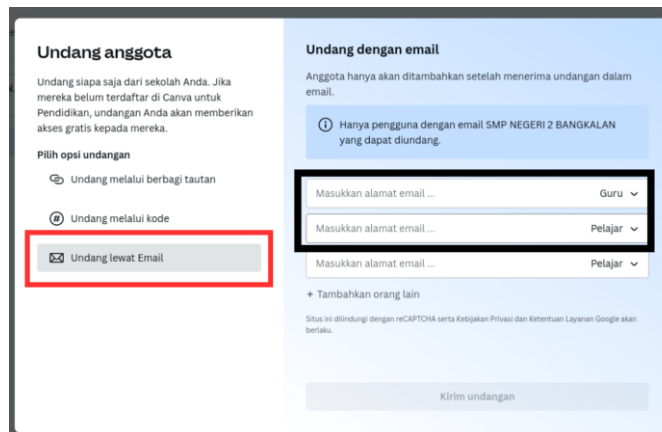 Undang anggota
Undang siapa saja dari sekolah Anda. Jika
mereka belum terdaftar di Canva untuk
Pendidikan, undangan Anda akan memberikan
akses gratis kepada mereka.
Pilih opsi undangan
Undang melalui berbagi tautan
Undang melalui kode
Undang lewat Email
Undang dengan email
Anggota hanya akan ditambahkan setelah menerima undangan dalam
email.
Hanya pengguna dengan email SMP NEGERI 2 BANGKALAN
yang dapat diundang.
Masukkan alamat email ... Guru
Masukkan alamat email ... Pelajar
Masukkan alamat email ... Pelajar
+ Tambahkan orang lain
Situs ini dilindungi dengan reCAPTCHA serta Kebijakan Privasi dan Ketentuan Layanan Google akan
berlaku.
Kirim undangan